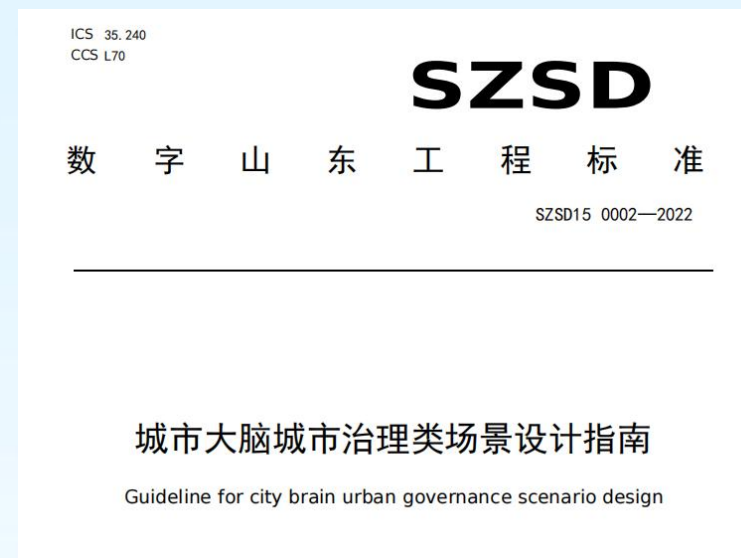 ICS 35.240
CCS L70
SZSD
数字山东工程标准
SZSD15 0002—2022
城市大脑城市治理类场景设计指南
Guideline for city brain urban governance scenario design